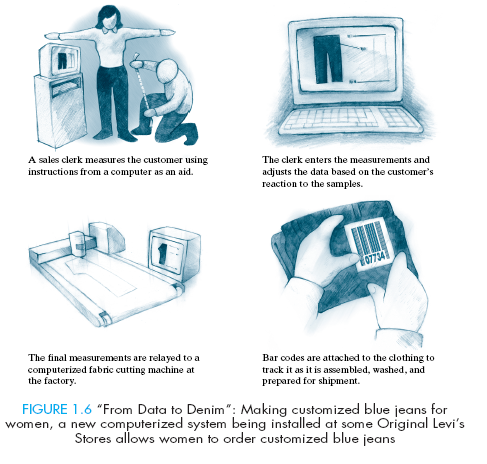 A sales clerk measures the customer using
instructions from a computer as an aid.
The clerk enters the measurements and
adjusts the data based on the customer's
reaction to the samples.
The final measurements are relayed to a
computerized fabric cutting machine at
the factory.
07734
Bar codes are attached to the clothing to
track it as it is assembled, washed, and
prepared for shipment.
FIGURE 1.6 “From Data to Denim”: Making customized blue jeans for
women, a new computerized system being installed at some Original Levi’s
Stores allows women to order customized blue jeans